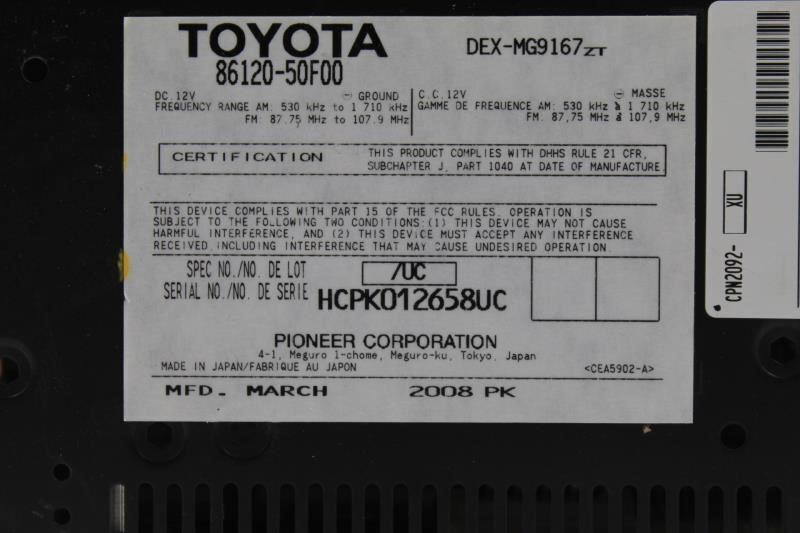 TOYOTA
86120-50F00
DEX-MG9167ZT
DC. 12V ⊖ GROUND
FREQUENCY RANGE AM: 530 kHz to 1 710 kHz
FM: 87.75 MHz to 107.9 MHz
C.C. 12V ⊖ MASSE
GAMME DE FREQUENCE AM: 530 kHz à 1 710 kHz
FM: 87,75 MHz à 107,9 MHz
CERTIFICATION
THIS PRODUCT COMPLIES WITH DHHS RULE 21 CFR,
SUBCHAPTER J, PART 1040 AT DATE OF MANUFACTURE.
THIS DEVICE COMPLIES WITH PART 15 OF THE FCC RULES. OPERATION IS
SUBJECT TO THE FOLLOWING TWO CONDITIONS:(1) THIS DEVICE MAY NOT CAUSE
HARMFUL INTERFERENCE, AND (2) THIS DEVICE MUST ACCEPT ANY INTERFERENCE
RECEIVED,INCLUDING INTERFERENCE THAT MAY CAUSE UNDESIRED OPERATION.
SPEC NO./NO. DE LOT /UC
SERIAL NO./NO. DE SERIE HCPK012658UC
PIONEER CORPORATION
4-1, Meguro 1-chome, Meguro-ku, Tokyo, Japan
MADE IN JAPAN/FABRIQUE AU JAPON <CEA5902-A>
MFD. MARCH 2008 PK
CPN2092- XU